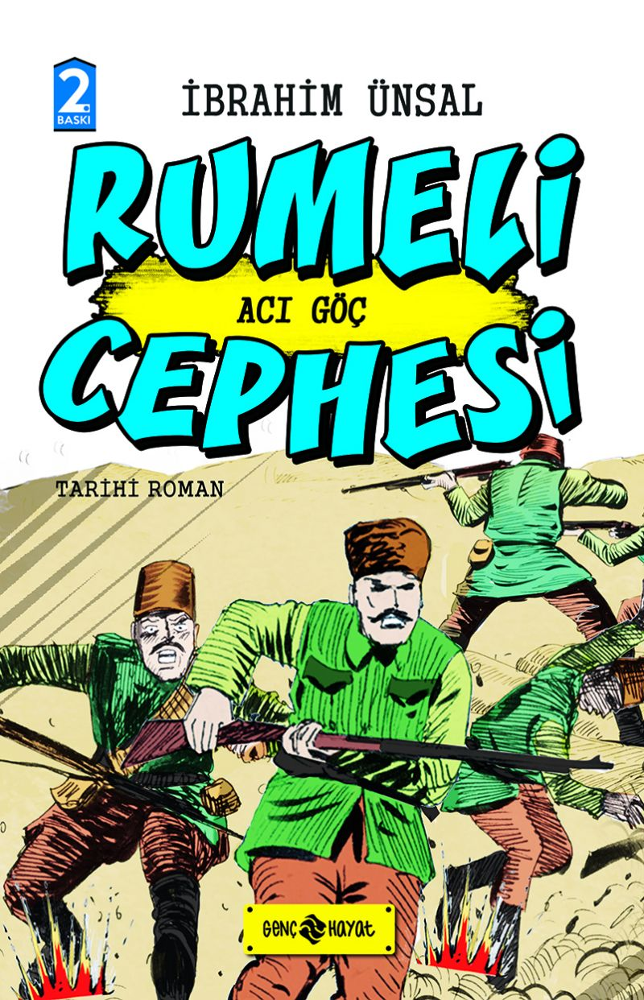 2.
BASKI
İBRAHİM ÜNSAL
RUMELİ
ACI GÖÇ
CEPHESİ
TARİHİ ROMAN
GENÇ HAYAT